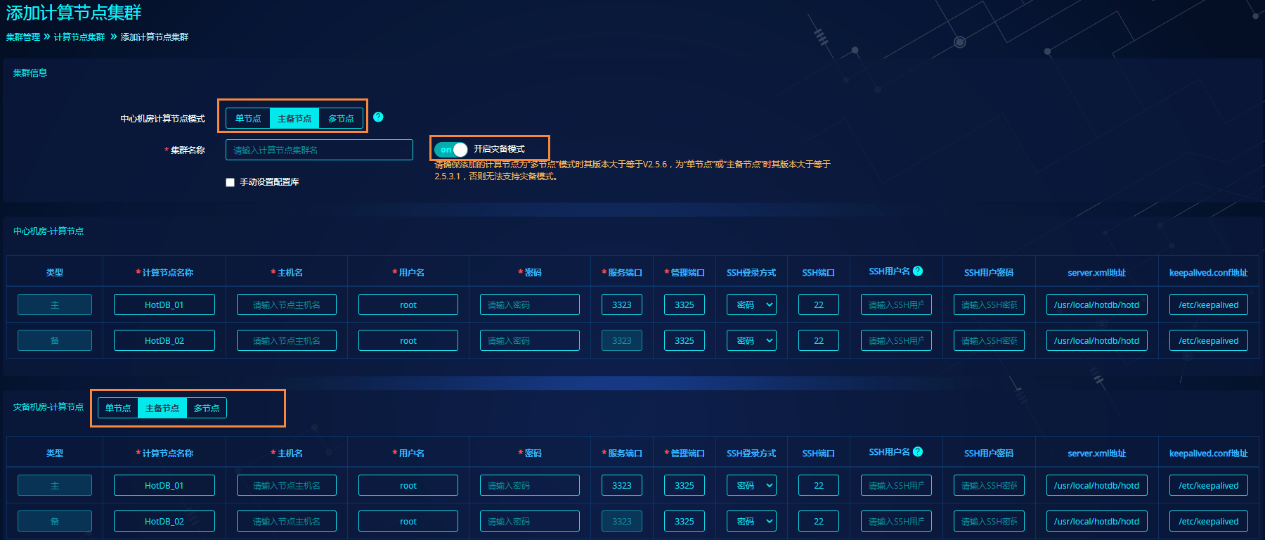 添加计算节点集群
集群管理 » 计算节点集群 » 添加计算节点集群
集群信息
中心机房计算节点模式 单节点 主备节点 多节点 ?
* 集群名称 请输入计算节点集群名 on 开启灾备模式
请确保添加的计算节点为"多节点"模式时其版本大于等于V2.5.6，为"单节点"或"主备节点"时其版本大于等于
2.5.3.1，否则无法支持灾备模式。
手动设置配置库
中心机房-计算节点
类型 * 计算节点名称 * 主机名 * 用户名 * 密码 * 服务端口 * 管理端口 SSH登录方式 SSH端口 SSH用户名 ? SSH用户密码 server.xml地址 keepalived.conf地址
主 HotDB_01 请输入节点主机名 root 请输入密码 3323 3325 密码 22 请输入SSH用户 请输入SSH密码 /usr/local/hotdb/hotd /etc/keepalived
备 HotDB_02 请输入节点主机名 root 请输入密码 3323 3325 密码 22 请输入SSH用户 请输入SSH密码 /usr/local/hotdb/hotd /etc/keepalived
灾备机房-计算节点 单节点 主备节点 多节点
类型 * 计算节点名称 * 主机名 * 用户名 * 密码 * 服务端口 * 管理端口 SSH登录方式 SSH端口 SSH用户名 ? SSH用户密码 server.xml地址 keepalived.conf地址
主 HotDB_01 请输入节点主机名 root 请输入密码 3323 3325 密码 22 请输入SSH用户 请输入SSH密码 /usr/local/hotdb/hotd /etc/keepalived
备 HotDB_02 请输入节点主机名 root 请输入密码 3323 3325 密码 22 请输入SSH用户 请输入SSH密码 /usr/local/hotdb/hotd /etc/keepalived